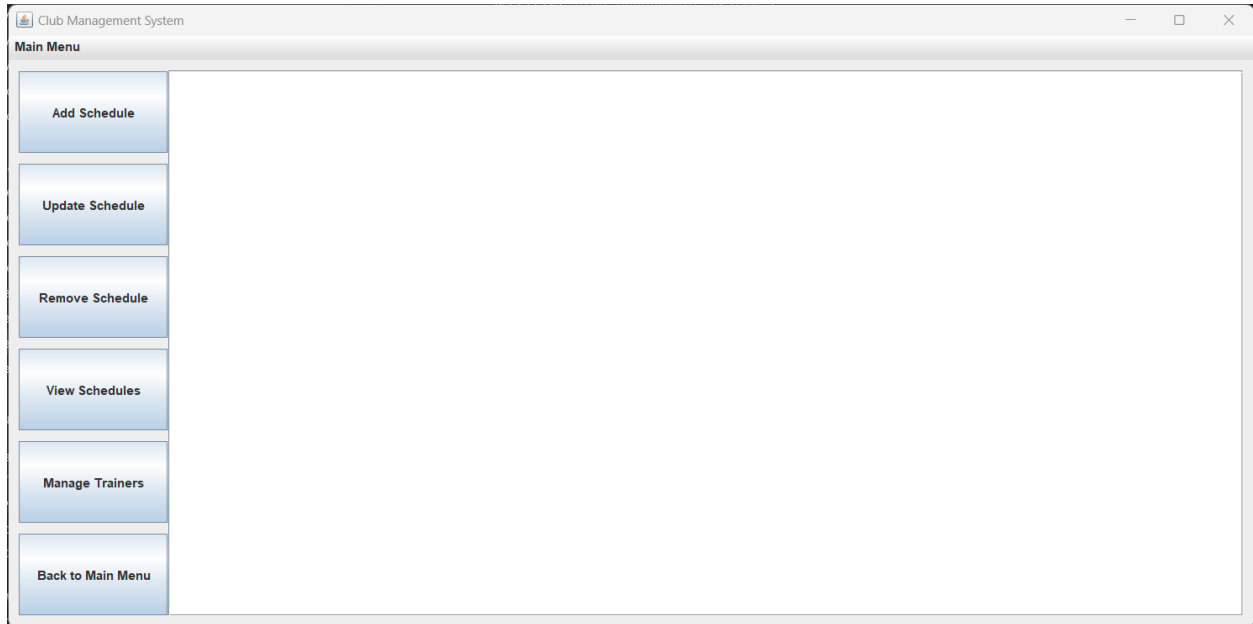 Club Management System
Main Menu
Add Schedule
Update Schedule
Remove Schedule
View Schedules
Manage Trainers
Back to Main Menu